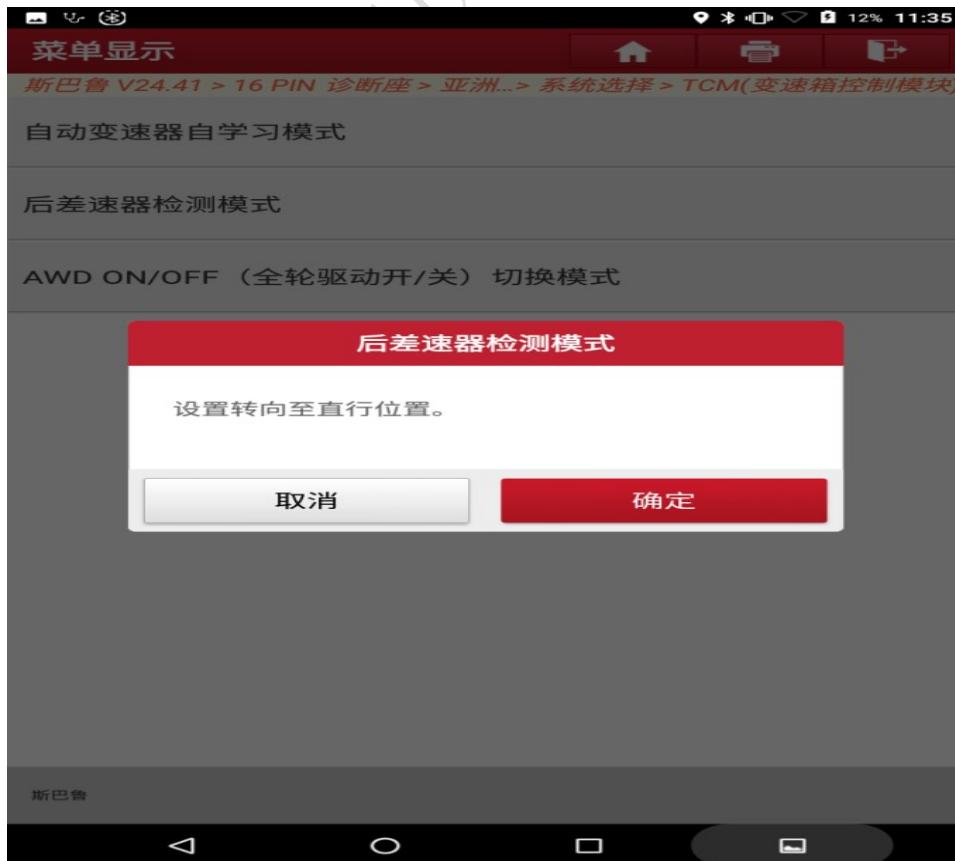 12% 11:35
菜单显示
斯巴鲁 V24.41 > 16 PIN 诊断座 > 亚洲...> 系统选择 > TCM(变速箱控制模块)
自动变速器自学习模式
后差速器检测模式
AWD ON/OFF（全轮驱动开/关）切换模式
后差速器检测模式
设置转向至直行位置。
取消
确定
斯巴鲁